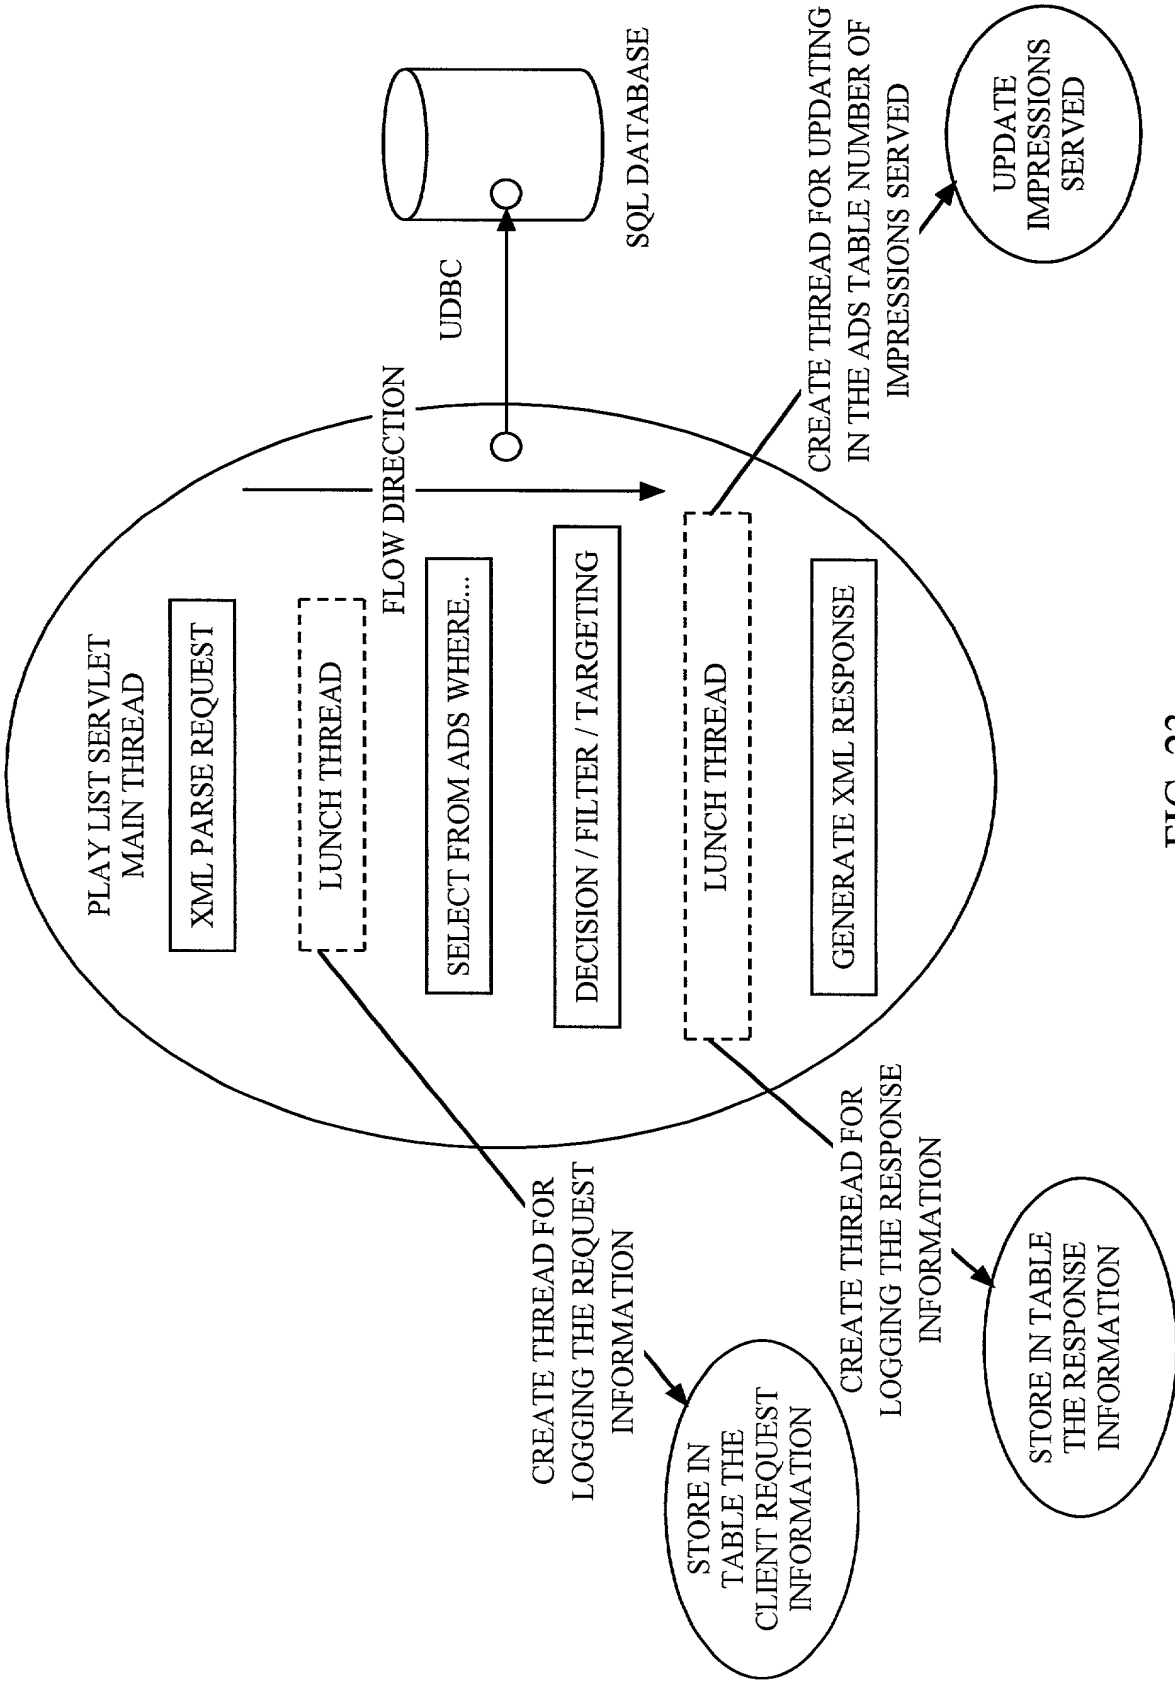 PLAY LIST SERVLET
MAIN THREAD
XML PARSE REQUEST
LUNCH THREAD
FLOW DIRECTION
SELECT FROM ADS WHERE...
DECISION / FILTER / TARGETING
LUNCH THREAD
GENERATE XML RESPONSE
UDBC
SQL DATABASE
CREATE THREAD FOR
LOGGING THE REQUEST
INFORMATION
STORE IN
TABLE THE
CLIENT REQUEST
INFORMATION
CREATE THREAD FOR
LOGGING THE RESPONSE
INFORMATION
STORE IN TABLE
THE RESPONSE
INFORMATION
CREATE THREAD FOR UPDATING
IN THE ADS TABLE NUMBER OF
IMPRESSIONS SERVED
UPDATE
IMPRESSIONS
SERVED
FIG.